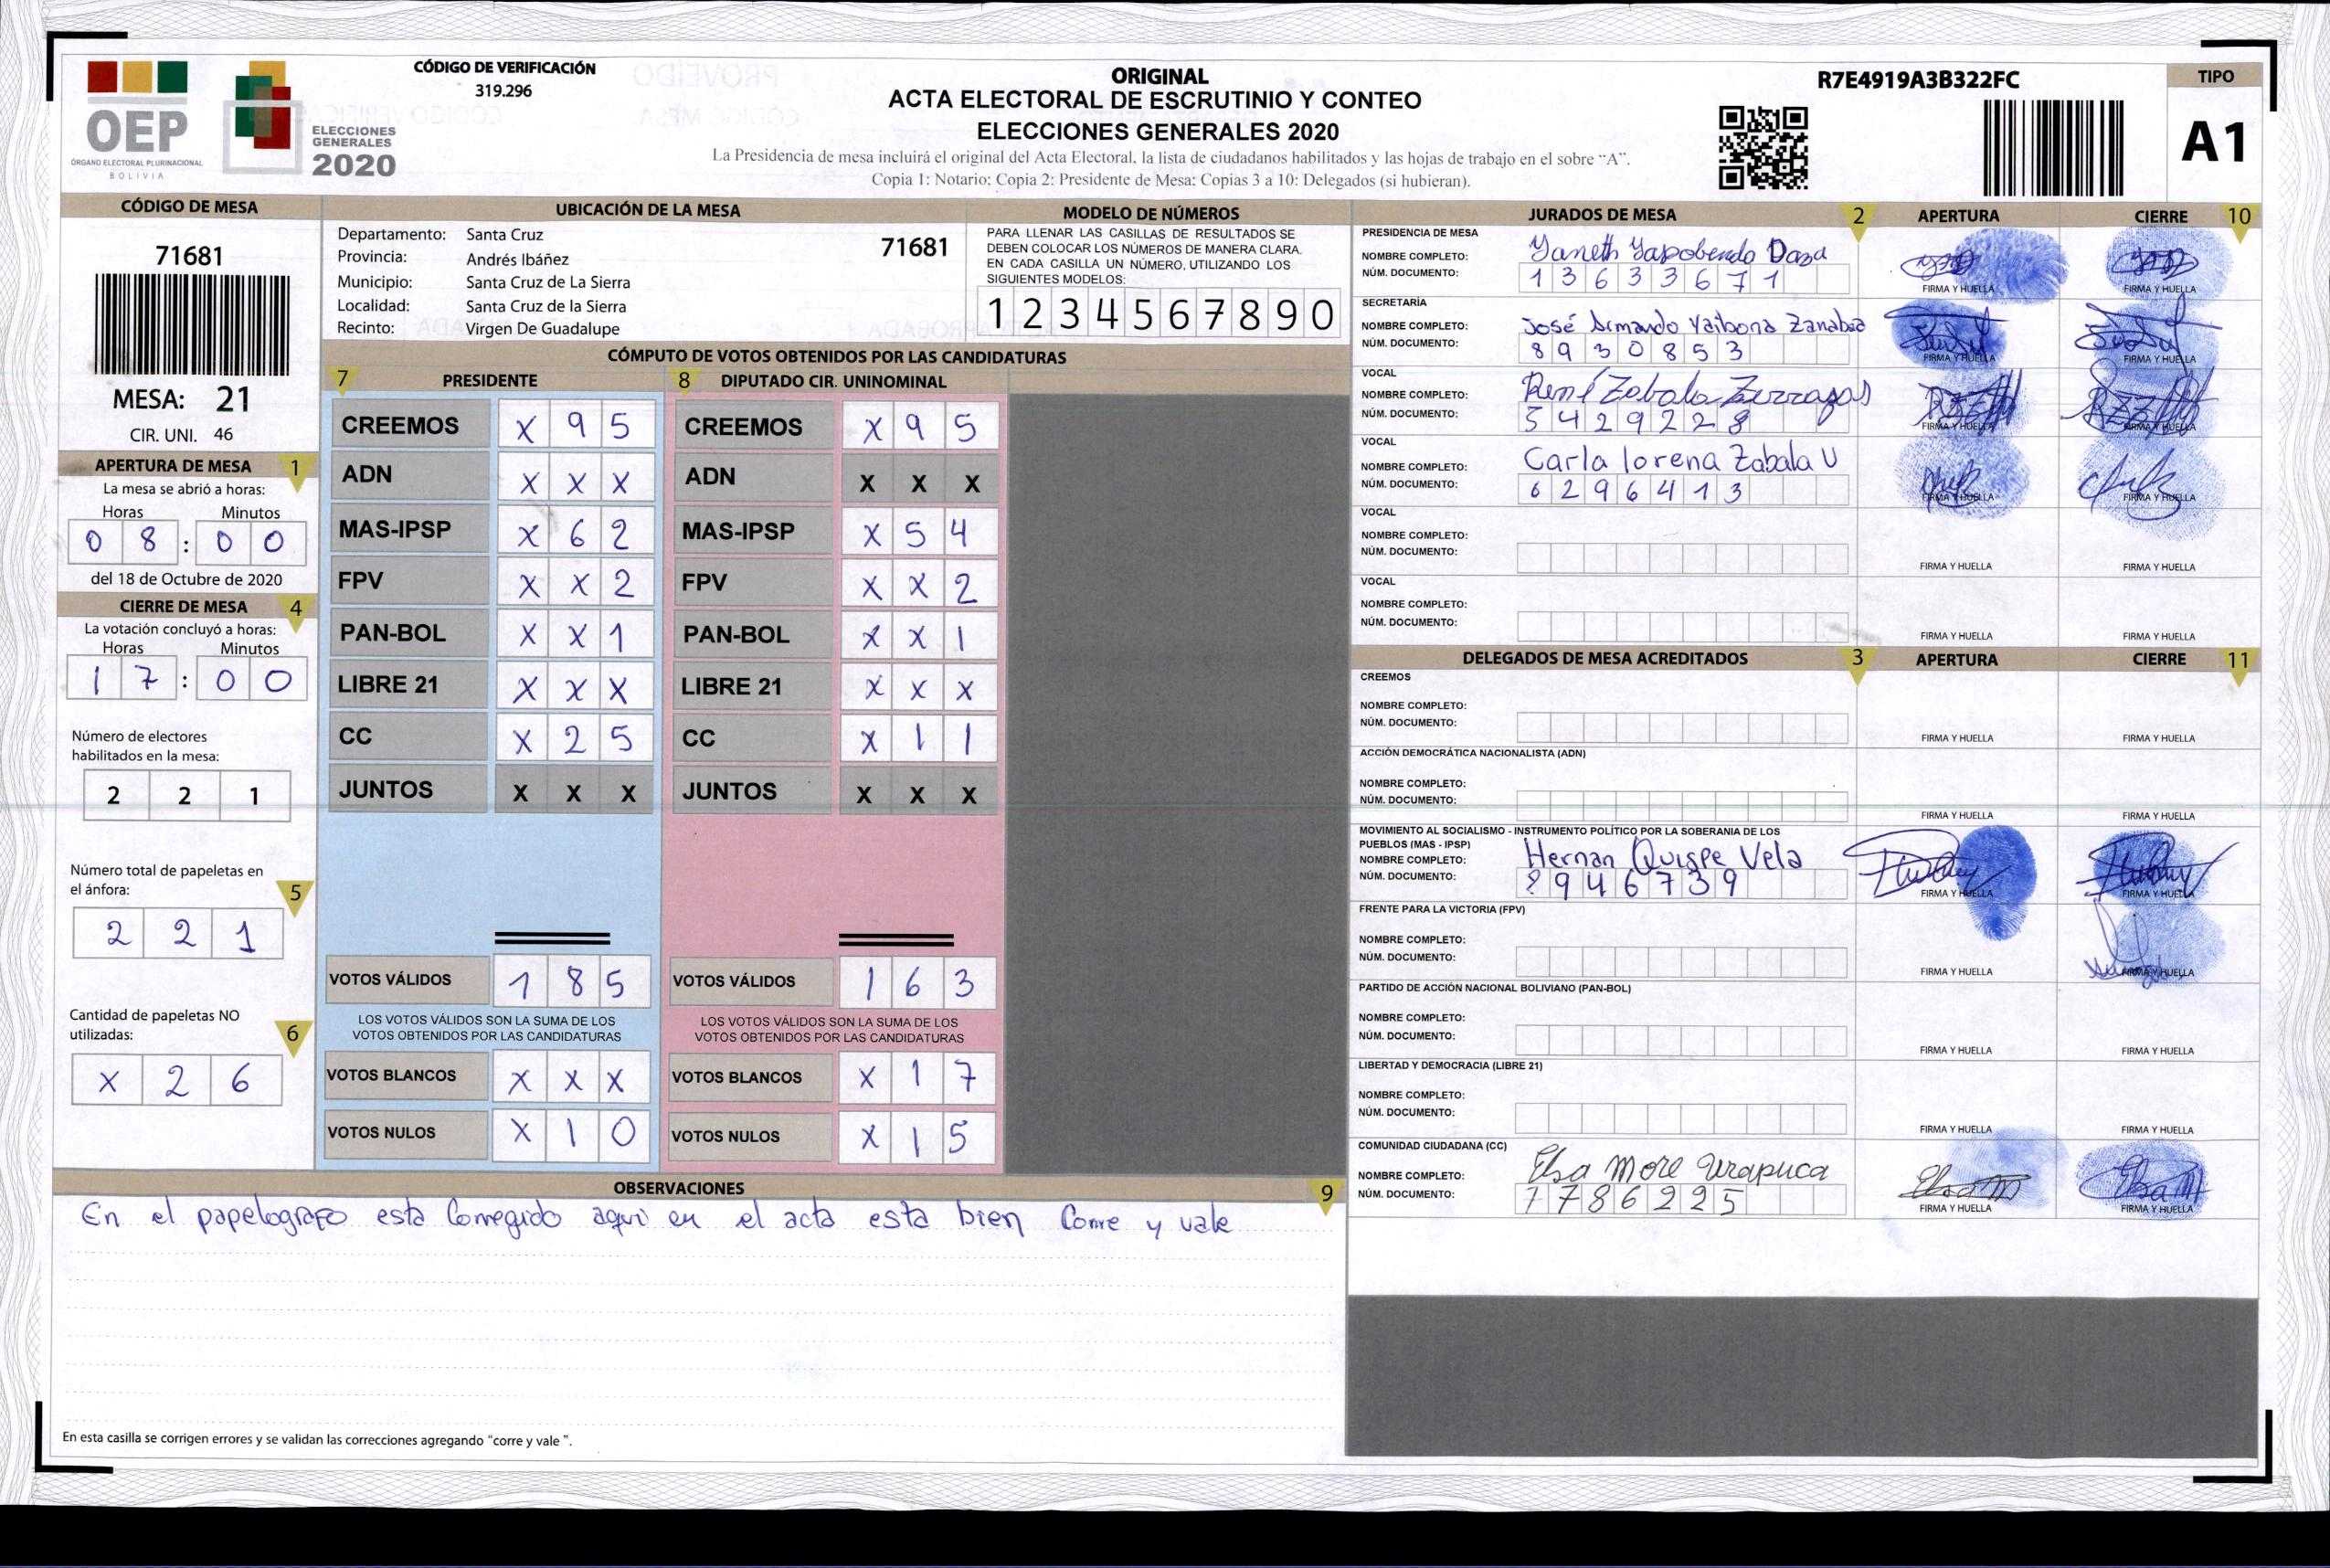 CÓDIGO DE VERIFICACIÓN
319.296
OEP
ÓRGANO ELECTORAL PLURINACIONAL
BOLIVIA
ELECCIONES
GENERALES
2020
ORIGINAL
ACTA ELECTORAL DE ESCRUTINIO Y CONTEO
ELECCIONES GENERALES 2020
La Presidencia de mesa incluirá el original del Acta Electoral, la lista de ciudadanos habilitados y las hojas de trabajo en el sobre "A".
Copia 1: Notario; Copia 2: Presidente de Mesa; Copias 3 a 10: Delegados (si hubieran).
R7E4919A3B322FC
TIPO
A1
CÓDIGO DE MESA
71681
MESA: 21
CIR. UNI. 46
APERTURA DE MESA 1
La mesa se abrió a horas:
Horas Minutos
0 8 : 0 0
del 18 de Octubre de 2020
CIERRE DE MESA 4
La votación concluyó a horas:
Horas Minutos
1 7 : 0 0
Número de electores
habilitados en la mesa:
2 2 1
Número total de papeletas en
el ánfora: 5
2 2 1
Cantidad de papeletas NO
utilizadas: 6
X 2 6
UBICACIÓN DE LA MESA
Departamento: Santa Cruz 71681
Provincia: Andrés Ibáñez
Municipio: Santa Cruz de La Sierra
Localidad: Santa Cruz de la Sierra
Recinto: Virgen De Guadalupe
MODELO DE NÚMEROS
PARA LLENAR LAS CASILLAS DE RESULTADOS SE
DEBEN COLOCAR LOS NÚMEROS DE MANERA CLARA.
EN CADA CASILLA UN NÚMERO, UTILIZANDO LOS
SIGUIENTES MODELOS:
1 2 3 4 5 6 7 8 9 0
CÓMPUTO DE VOTOS OBTENIDOS POR LAS CANDIDATURAS
7 PRESIDENTE
CREEMOS X 9 5
ADN X X X
MAS-IPSP X 6 2
FPV X X 2
PAN-BOL X X 1
LIBRE 21 X X X
CC X 2 5
JUNTOS X X X
VOTOS VÁLIDOS 1 8 5
LOS VOTOS VÁLIDOS SON LA SUMA DE LOS
VOTOS OBTENIDOS POR LAS CANDIDATURAS
VOTOS BLANCOS X X X
VOTOS NULOS X 1 0
8 DIPUTADO CIR. UNINOMINAL
CREEMOS X 9 5
ADN X X X
MAS-IPSP X 5 4
FPV X X 2
PAN-BOL X X 1
LIBRE 21 X X X
CC X 1 1
JUNTOS X X X
VOTOS VÁLIDOS 1 6 3
LOS VOTOS VÁLIDOS SON LA SUMA DE LOS
VOTOS OBTENIDOS POR LAS CANDIDATURAS
VOTOS BLANCOS X 1 7
VOTOS NULOS X 1 5
OBSERVACIONES 9
En el papelografo esta Corregido aqui en el acta esta bien Corre y vale
En esta casilla se corrigen errores y se validan las correcciones agregando "corre y vale ".
JURADOS DE MESA 2 APERTURA CIERRE 10
PRESIDENCIA DE MESA
NOMBRE COMPLETO: Yaneth Daza
NÚM. DOCUMENTO: 1 3 6 3 3 6 7 1
FIRMA Y HUELLA FIRMA Y HUELLA
SECRETARÍA
NOMBRE COMPLETO: José Armando
NÚM. DOCUMENTO: 8 9 3 0 8 5 3
FIRMA Y HUELLA FIRMA Y HUELLA
VOCAL
NOMBRE COMPLETO: René Zabala
NÚM. DOCUMENTO: 5 4 2 9 2 2 8
FIRMA Y HUELLA FIRMA Y HUELLA
VOCAL
NOMBRE COMPLETO: Carla lorena Zabala U
NÚM. DOCUMENTO: 6 2 9 6 4 1 3
FIRMA Y HUELLA FIRMA Y HUELLA
VOCAL
NOMBRE COMPLETO:
NÚM. DOCUMENTO:
FIRMA Y HUELLA FIRMA Y HUELLA
VOCAL
NOMBRE COMPLETO:
NÚM. DOCUMENTO:
FIRMA Y HUELLA FIRMA Y HUELLA
DELEGADOS DE MESA ACREDITADOS 3 APERTURA CIERRE 11
CREEMOS
NOMBRE COMPLETO:
NÚM. DOCUMENTO:
FIRMA Y HUELLA FIRMA Y HUELLA
ACCIÓN DEMOCRÁTICA NACIONALISTA (ADN)
NOMBRE COMPLETO:
NÚM. DOCUMENTO:
FIRMA Y HUELLA FIRMA Y HUELLA
MOVIMIENTO AL SOCIALISMO - INSTRUMENTO POLÍTICO POR LA SOBERANIA DE LOS
PUEBLOS (MAS - IPSP)
NOMBRE COMPLETO: Hernan Quispe Vela
NÚM. DOCUMENTO: 9 4 6 7 3 9
FIRMA Y HUELLA FIRMA Y HUELLA
FRENTE PARA LA VICTORIA (FPV)
NOMBRE COMPLETO:
NÚM. DOCUMENTO:
FIRMA Y HUELLA FIRMA Y HUELLA
PARTIDO DE ACCIÓN NACIONAL BOLIVIANO (PAN-BOL)
NOMBRE COMPLETO:
NÚM. DOCUMENTO:
FIRMA Y HUELLA FIRMA Y HUELLA
LIBERTAD Y DEMOCRACIA (LIBRE 21)
NOMBRE COMPLETO:
NÚM. DOCUMENTO:
FIRMA Y HUELLA FIRMA Y HUELLA
COMUNIDAD CIUDADANA (CC)
NOMBRE COMPLETO: Elsa More Urapuca
NÚM. DOCUMENTO: 7 7 8 6 2 2 5
FIRMA Y HUELLA FIRMA Y HUELLA